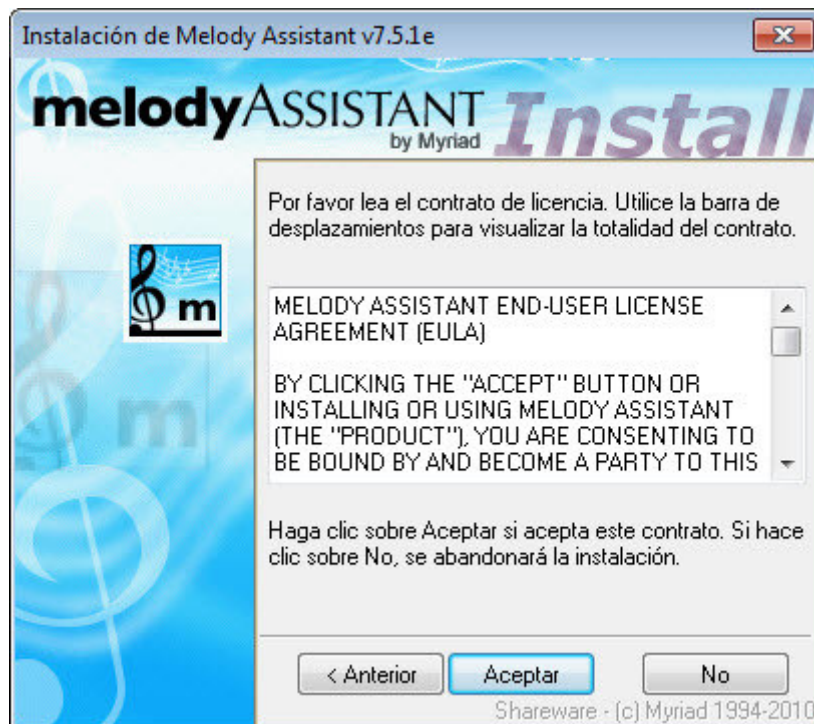 Instalación de Melody Assistant v7.5.1e
melodyASSISTANT
by Myriad
Install
Por favor lea el contrato de licencia. Utilice la barra de
desplazamientos para visualizar la totalidad del contrato.
m
m
MELODY ASSISTANT END-USER LICENSE
AGREEMENT (EULA)
BY CLICKING THE "ACCEPT" BUTTON OR
INSTALLING OR USING MELODY ASSISTANT
(THE "PRODUCT"), YOU ARE CONSENTING TO
BE BOUND BY AND BECOME A PARTY TO THIS
Haga clic sobre Aceptar si acepta este contrato. Si hace
clic sobre No, se abandonará la instalación.
< Anterior
Aceptar
No
Shareware - (c) Myriad 1994-2010